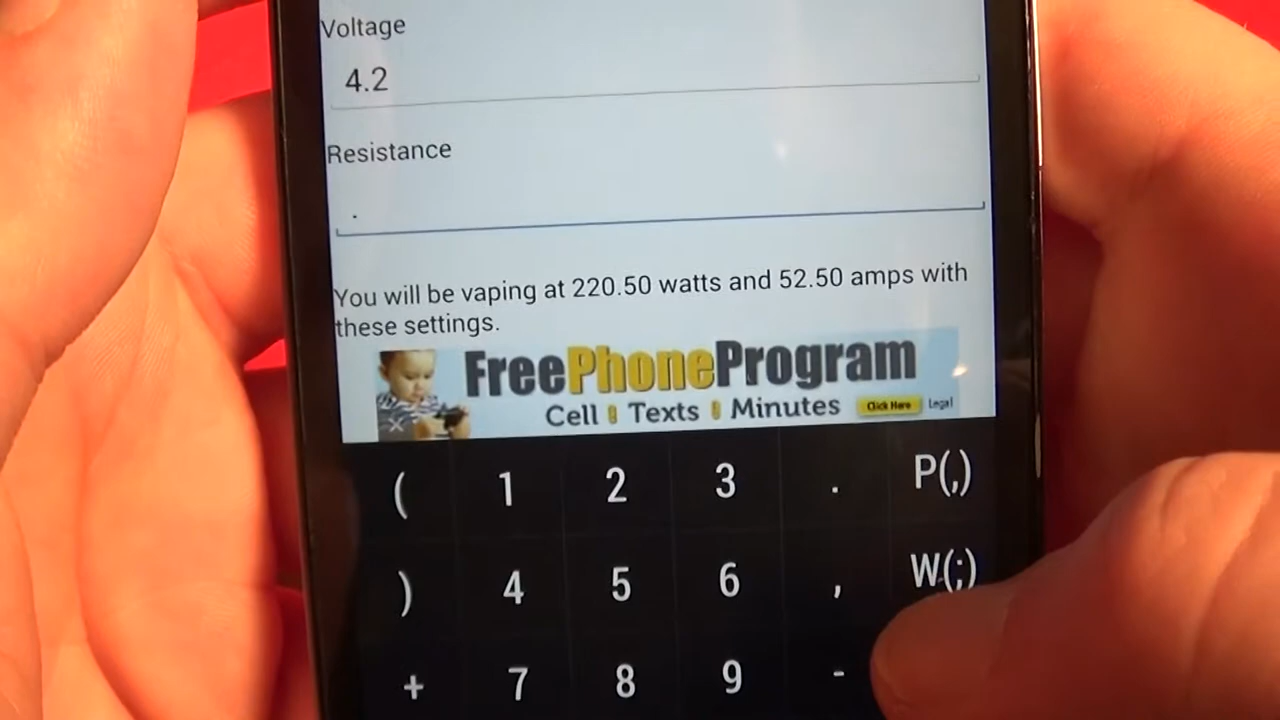 Voltage
4.2
Resistance
.
You will be vaping at 220.50 watts and 52.50 amps with
these settings.
FreePhoneProgram
Cell Texts Minutes Click Here Legal
( 1 2 3 . P(,)
) 4 5 6 , W(;)
+ 7 8 9 -